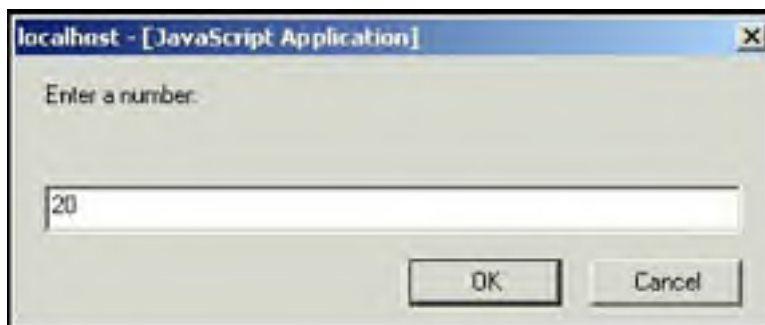 localhost - [JavaScript Application]
Enter a number:
20
OK
Cancel